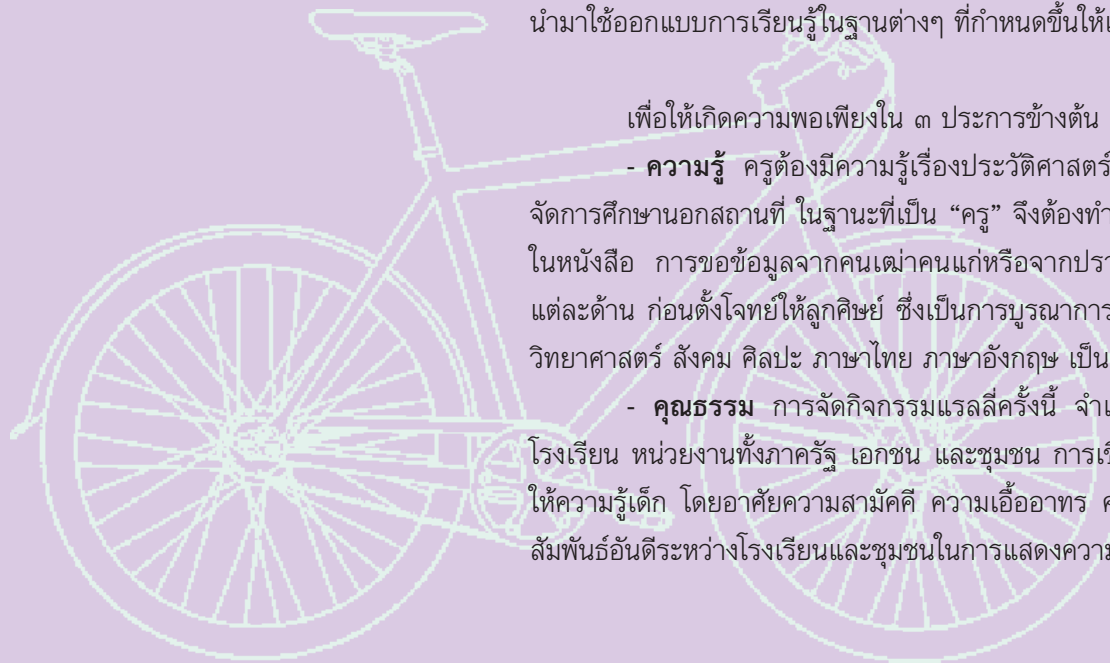 นำมาใช้ออกแบบการเรียนรู้ในฐานต่างๆ ที่กำหนดขึ้นให้
เพื่อให้เกิดความพอเพียงใน ๓ ประการข้างต้น
- ความรู้ ครูต้องมีความรู้เรื่องประวัติศาสตร์
จัดการศึกษานอกสถานที่ ในฐานะที่เป็น “ครู” จึงต้องทำ
ในหนังสือ การขอข้อมูลจากคนเฒ่าคนแก่หรือจาก
แต่ละด้าน ก่อนตั้งโจทย์ให้ลูกศิษย์ ซึ่งเป็นการบูรณาการ
วิทยาศาสตร์ สังคม ศิลปะ ภาษาไทย ภาษาอังกฤษ เป็น
- คุณธรรม การจัดกิจกรรมแรลลี่ครั้งนี้
โรงเรียน หน่วยงานทั้งภาครัฐ เอกชน และชุมชน
ให้ความรู้เด็ก โดยอาศัยความสามัคคี ความเอื้ออาทร
สัมพันธ์อันดีระหว่างโรงเรียนและชุมชนในการแสดง